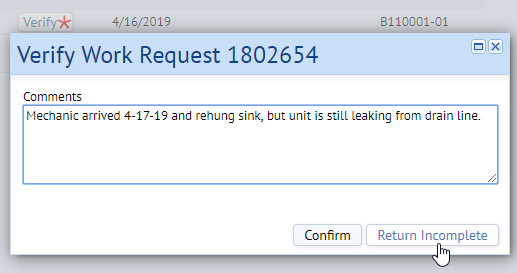 Verify* 4/16/2019 B110001-01
Verify Work Request 1802654
Comments
Mechanic arrived 4-17-19 and rehung sink, but unit is still leaking from drain line.
Confirm Return Incomplete